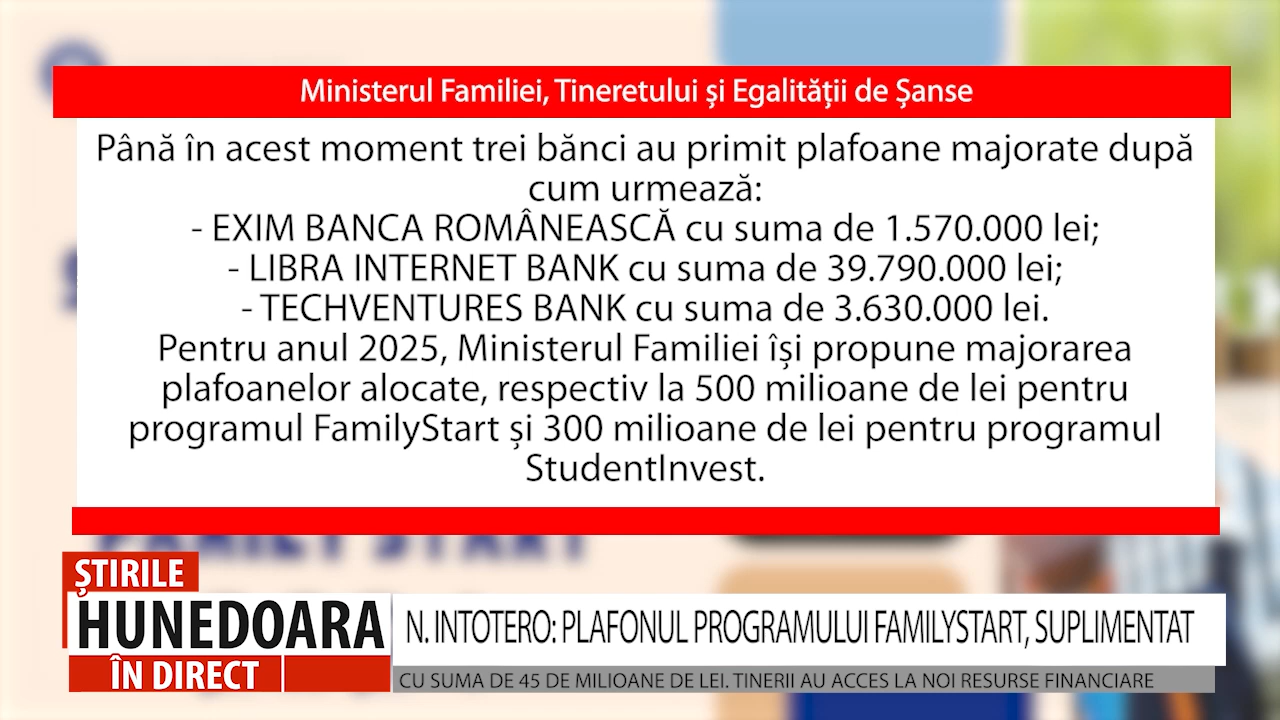 Ministerul Familiei, Tineretului și Egalității de Șanse
Până în acest moment trei bănci au primit plafoane majorate după
cum urmează:
- EXIM BANCA ROMÂNEASCĂ cu suma de 1.570.000 lei;
- LIBRA INTERNET BANK cu suma de 39.790.000 lei;
- TECHVENTURES BANK cu suma de 3.630.000 lei.
Pentru anul 2025, Ministerul Familiei își propune majorarea
plafoanelor alocate, respectiv la 500 milioane de lei pentru
programul FamilyStart și 300 milioane de lei pentru programul
StudentInvest.
ȘTIRILE
HUNEDOARA
ÎN DIRECT
N. INTOTERO: PLAFONUL PROGRAMULUI FAMILYSTART, SUPLIMENTAT
CU SUMA DE 45 DE MILIOANE DE LEI. TINERII AU ACCES LA NOI RESURSE FINANCIARE